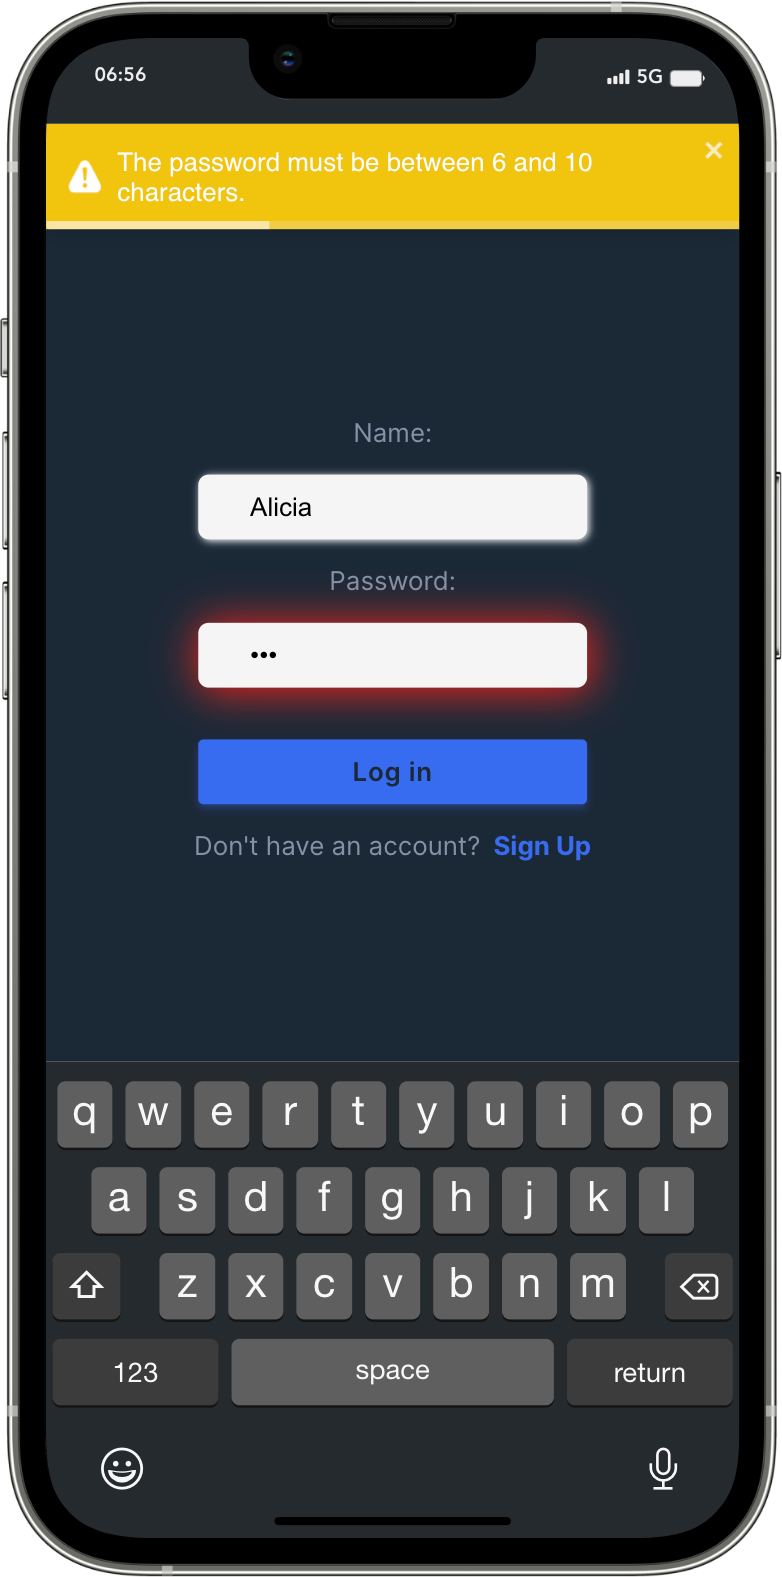 06:56
5G
The password must be between 6 and 10
characters.
Name:
Alicia
Password:
•••
Log in
Don't have an account? Sign Up
q w e r t y u i o p
a s d f g h j k l
z x c v b n m
123 space return